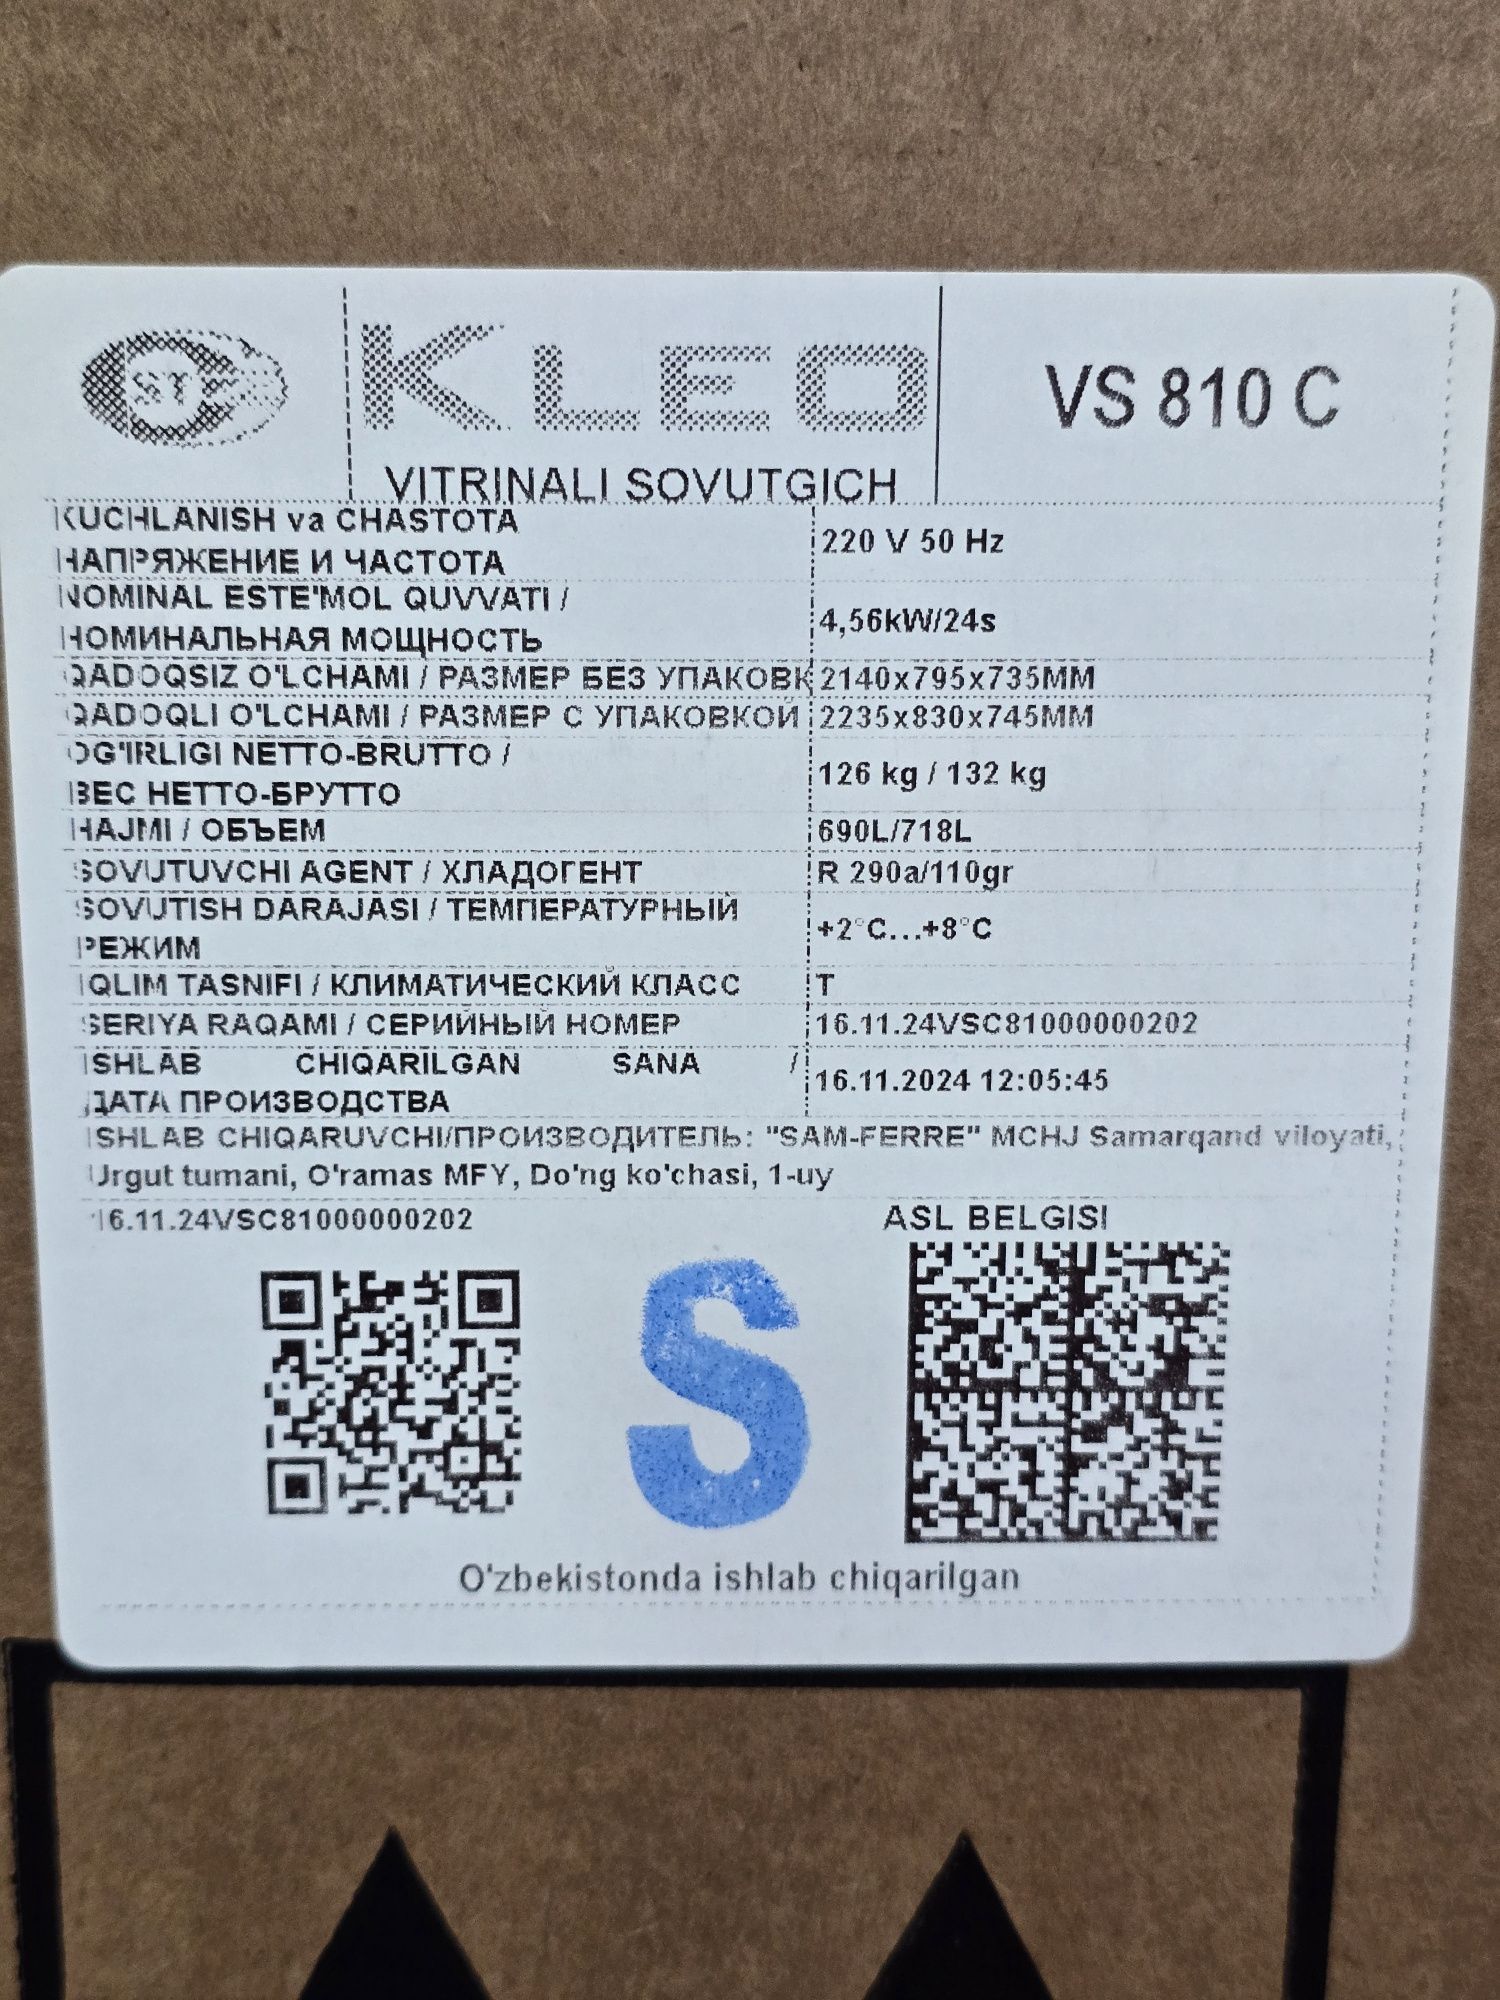 ST
KLEO
VS 810 C
VITRINALI SOVUTGICH
KUCHLANISH va CHASTOTA
НАПРЯЖЕНИЕ И ЧАСТОТА
220 V 50 Hz
NOMINAL ESTE'MOL QUVVATI /
НОМИНАЛЬНАЯ МОЩНОСТЬ
4,56kW/24s
QADOQSIZ O'LCHAMI / РАЗМЕР БЕЗ УПАКОВК 2140x795x735MM
QADOQLI O'LCHAMI / РАЗМЕР С УПАКОВКОЙ 2235x830x745MM
OG'IRLIGI NETTO-BRUTTO /
ВЕС НЕТТО-БРУТТО
126 kg / 132 kg
HAJMI / ОБЪЕМ 690L/718L
SOVUTUVCHI AGENT / ХЛАДОГЕНТ R 290a/110gr
SOVUTISH DARAJASI / ТЕМПЕРАТУРНЫЙ
РЕЖИМ
+2°C...+8°C
IQLIM TASNIFI / КЛИМАТИЧЕСКИЙ КЛАСС T
SERIYA RAQAMI / СЕРИЙНЫЙ НОМЕР 16.11.24VSC81000000202
ISHLAB CHIQARILGAN SANA /
ДАТА ПРОИЗВОДСТВА
16.11.2024 12:05:45
ISHLAB CHIQARUVCHI/ПРОИЗВОДИТЕЛЬ: "SAM-FERRE" MCHJ Samarqand viloyati,
Urgut tumani, O'ramas MFY, Do'ng ko'chasi, 1-uy
16.11.24VSC81000000202
ASL BELGISI
S
O'zbekistonda ishlab chiqarilgan